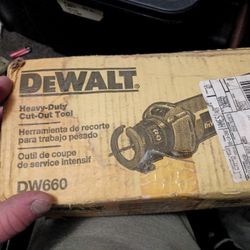 DEWALT®
Heavy-Duty
Cut-Out Tool
Herramienta de recorte
para trabajo pesado
Outil de coupe
de service intensif
DW660